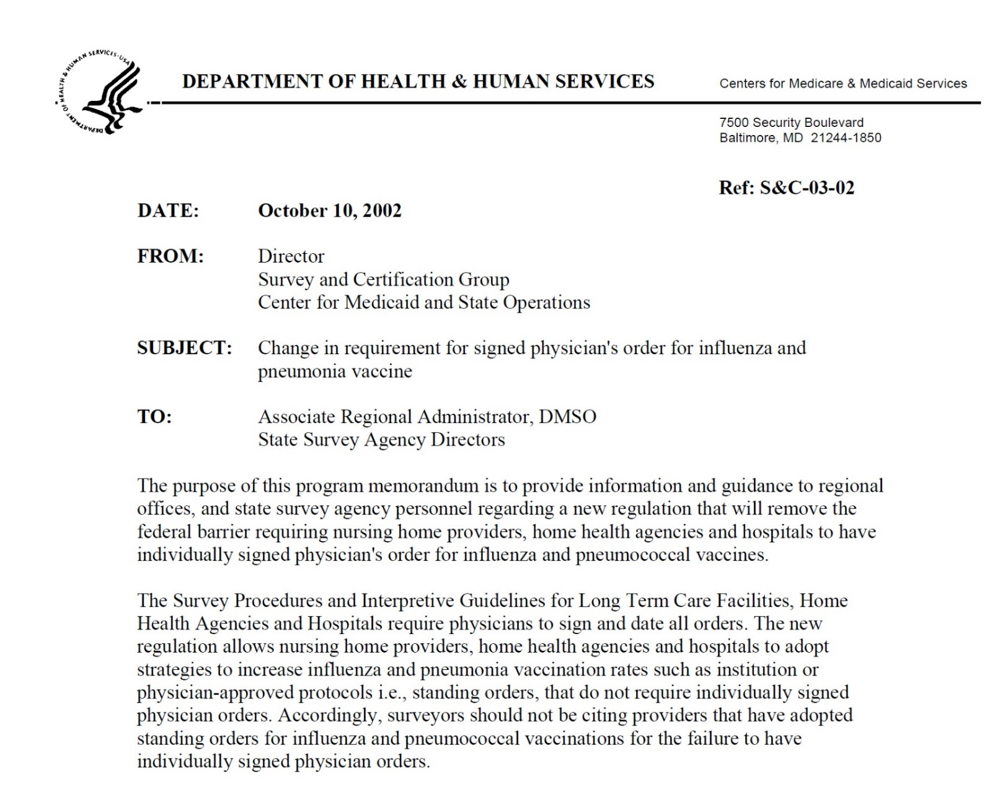 DEPARTMENT OF HEALTH & HUMAN SERVICES · USA
DEPARTMENT OF HEALTH & HUMAN SERVICES
Centers for Medicare & Medicaid Services
7500 Security Boulevard
Baltimore, MD 21244-1850
Ref: S&C-03-02
DATE: October 10, 2002
FROM: Director
Survey and Certification Group
Center for Medicaid and State Operations
SUBJECT: Change in requirement for signed physician's order for influenza and
pneumonia vaccine
TO: Associate Regional Administrator, DMSO
State Survey Agency Directors
The purpose of this program memorandum is to provide information and guidance to regional
offices, and state survey agency personnel regarding a new regulation that will remove the
federal barrier requiring nursing home providers, home health agencies and hospitals to have
individually signed physician's order for influenza and pneumococcal vaccines.
The Survey Procedures and Interpretive Guidelines for Long Term Care Facilities, Home
Health Agencies and Hospitals require physicians to sign and date all orders. The new
regulation allows nursing home providers, home health agencies and hospitals to adopt
strategies to increase influenza and pneumonia vaccination rates such as institution or
physician-approved protocols i.e., standing orders, that do not require individually signed
physician orders. Accordingly, surveyors should not be citing providers that have adopted
standing orders for influenza and pneumococcal vaccinations for the failure to have
individually signed physician orders.